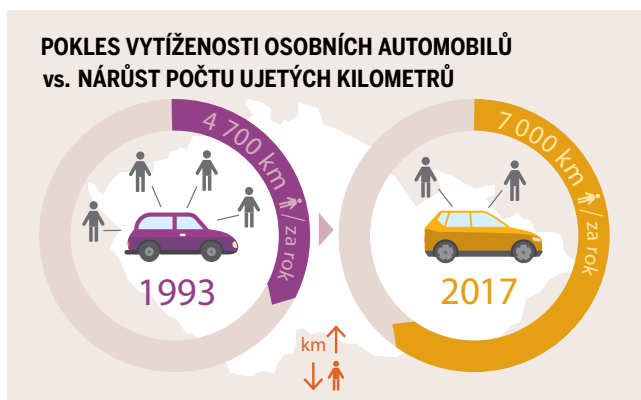 POKLES VYTÍŽENOSTI OSOBNÍCH AUTOMOBILŮ
vs. NÁRŮST POČTU UJETÝCH KILOMETRŮ
4 700 km / za rok
1993
7 000 km / za rok
2017
km